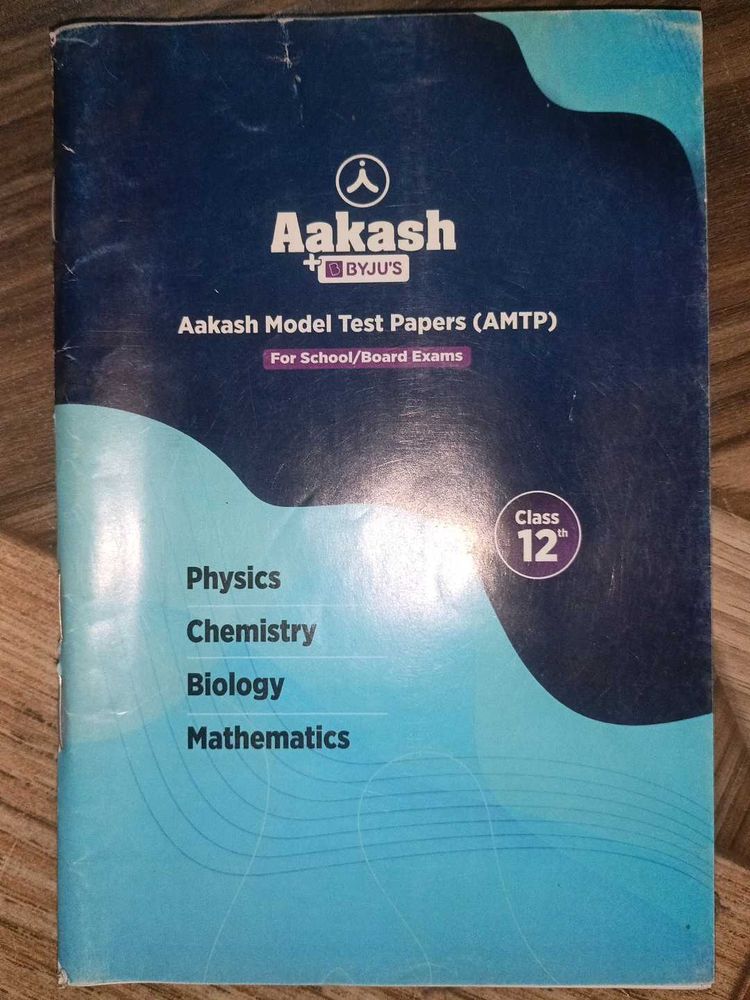 Aakash
+ BYJU'S
Aakash Model Test Papers (AMTP)
For School/Board Exams
Class
12th
Physics
Chemistry
Biology
Mathematics